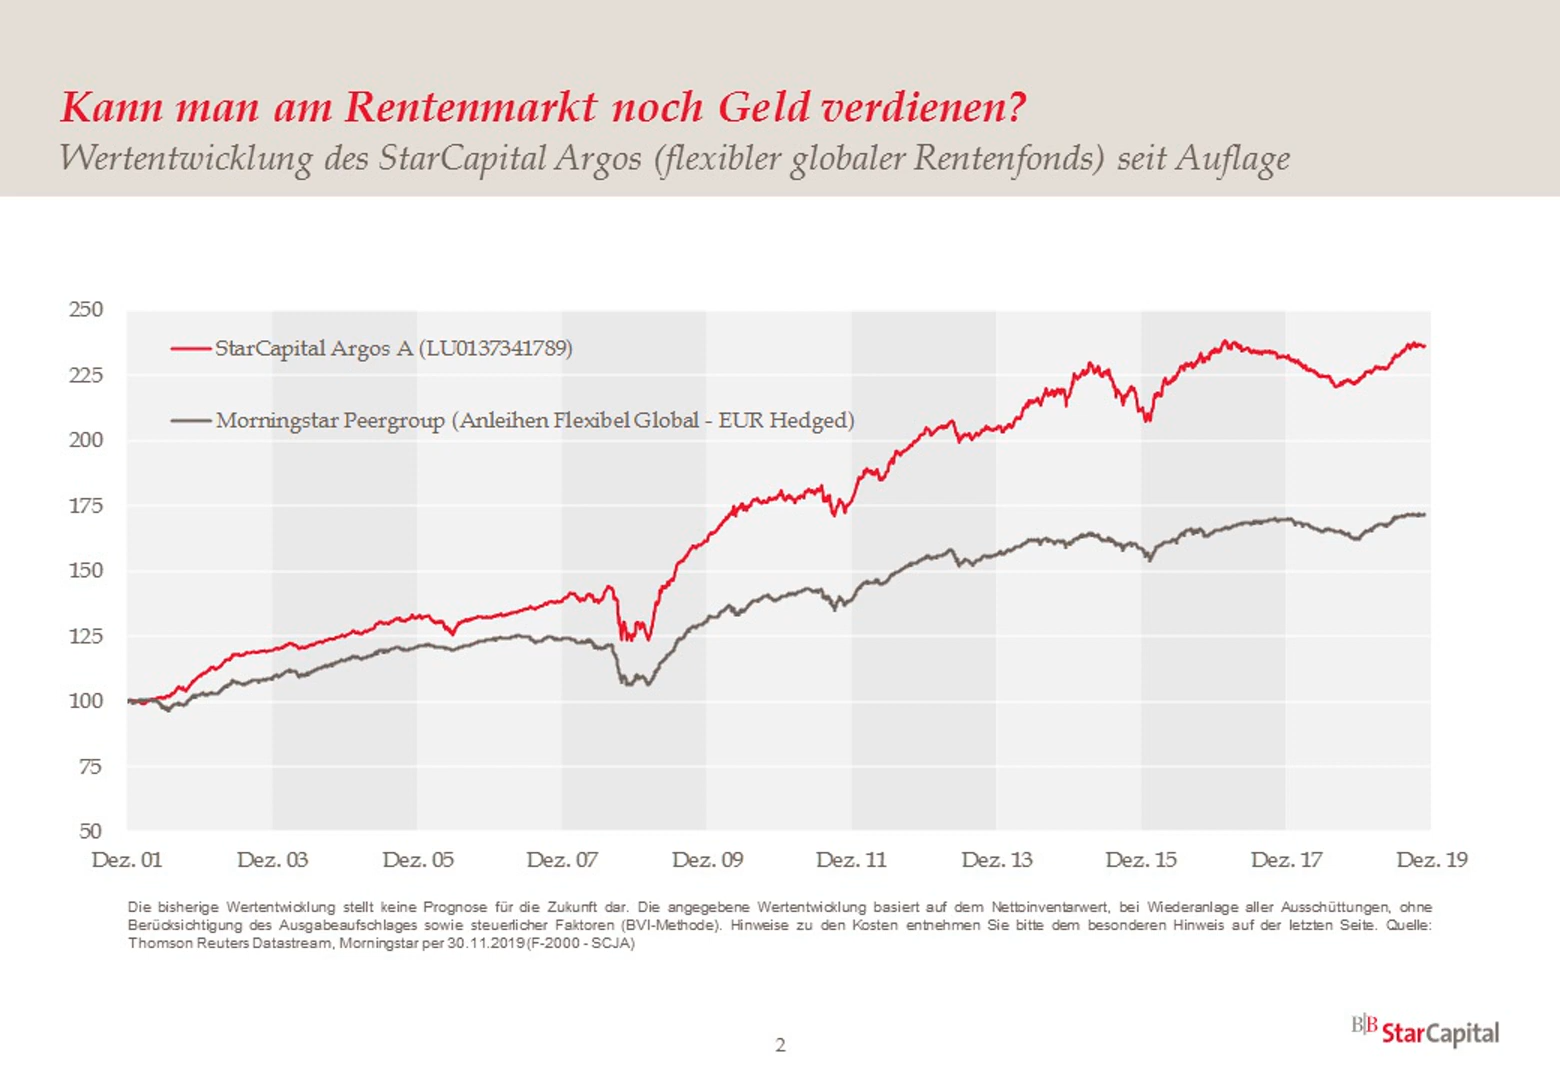 Kann man am Rentenmarkt noch Geld verdienen?
Wertentwicklung des StarCapital Argos (flexibler globaler Rentenfonds) seit Auflage
250
StarCapital Argos A (LU0137341789)
225
Morningstar Peergroup (Anleihen Flexibel Global - EUR Hedged)
200
175
150
125
100
75
50
Dez. 01 Dez. 03 Dez. 05 Dez. 07 Dez. 09 Dez. 11 Dez. 13 Dez. 15 Dez. 17 Dez. 19
Die bisherige Wertentwicklung stellt keine Prognose für die Zukunft dar. Die angegebene Wertentwicklung basiert auf dem Nettoinventarwert, bei Wiederanlage aller Ausschüttungen, ohne
Berücksichtigung des Ausgabeaufschlages sowie steuerlicher Faktoren (BVI-Methode). Hinweise zu den Kosten entnehmen Sie bitte dem besonderen Hinweis auf der letzten Seite. Quelle:
Thomson Reuters Datastream, Morningstar per 30.11.2019 (F-2000 - SCJA)
B|B StarCapital
2